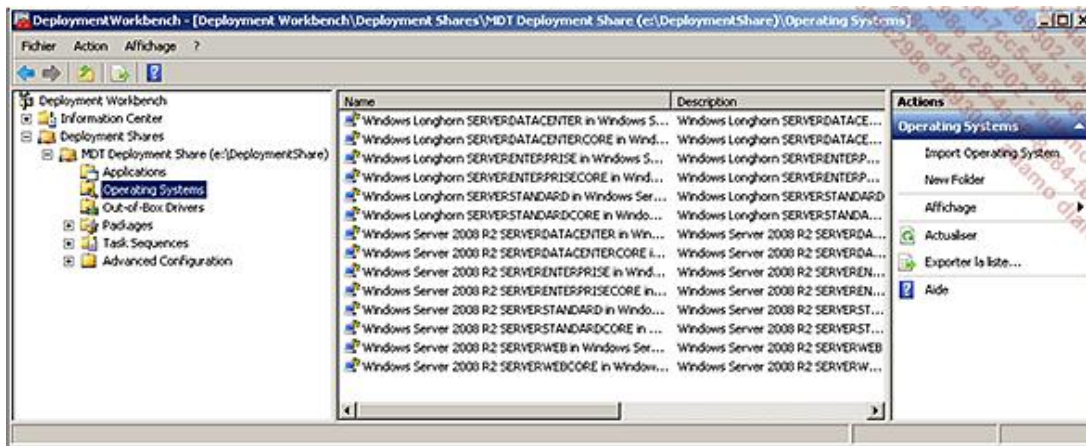 DeploymentWorkbench - [Deployment Workbench\Deployment Shares\MDT Deployment Share (e:\DeploymentShare)\Operating Systems]
Fichier Action Affichage ?
Deployment Workbench
Information Center
Deployment Shares
MDT Deployment Share (e:\DeploymentShare)
Applications
Operating Systems
Out-of-Box Drivers
Packages
Task Sequences
Advanced Configuration
Name Description
Windows Longhorn SERVERDATACENTER in Windows S... Windows Longhorn SERVERDATACE...
Windows Longhorn SERVERDATACENTERCORE in Wind... Windows Longhorn SERVERDATACE...
Windows Longhorn SERVERENTERPRISE in Windows S... Windows Longhorn SERVERENTERP...
Windows Longhorn SERVERENTERPRISECORE in Wind... Windows Longhorn SERVERENTERP...
Windows Longhorn SERVERSTANDARD in Windows Ser... Windows Longhorn SERVERSTANDARD
Windows Longhorn SERVERSTANDARDCORE in Windo... Windows Longhorn SERVERSTANDA...
Windows Server 2008 R2 SERVERDATACENTER in Win... Windows Server 2008 R2 SERVERDA...
Windows Server 2008 R2 SERVERDATACENTERCORE i... Windows Server 2008 R2 SERVERDA...
Windows Server 2008 R2 SERVERENTERPRISE in Wind... Windows Server 2008 R2 SERVEREN...
Windows Server 2008 R2 SERVERENTERPRISECORE in... Windows Server 2008 R2 SERVEREN...
Windows Server 2008 R2 SERVERSTANDARD in Windo... Windows Server 2008 R2 SERVERST...
Windows Server 2008 R2 SERVERSTANDARDCORE in ... Windows Server 2008 R2 SERVERST...
Windows Server 2008 R2 SERVERWEB in Windows Ser... Windows Server 2008 R2 SERVERWEB
Windows Server 2008 R2 SERVERWEBCORE in Window... Windows Server 2008 R2 SERVERW...
Actions
Operating Systems
Import Operating System
New Folder
Affichage
Actualiser
Exporter la liste...
Aide